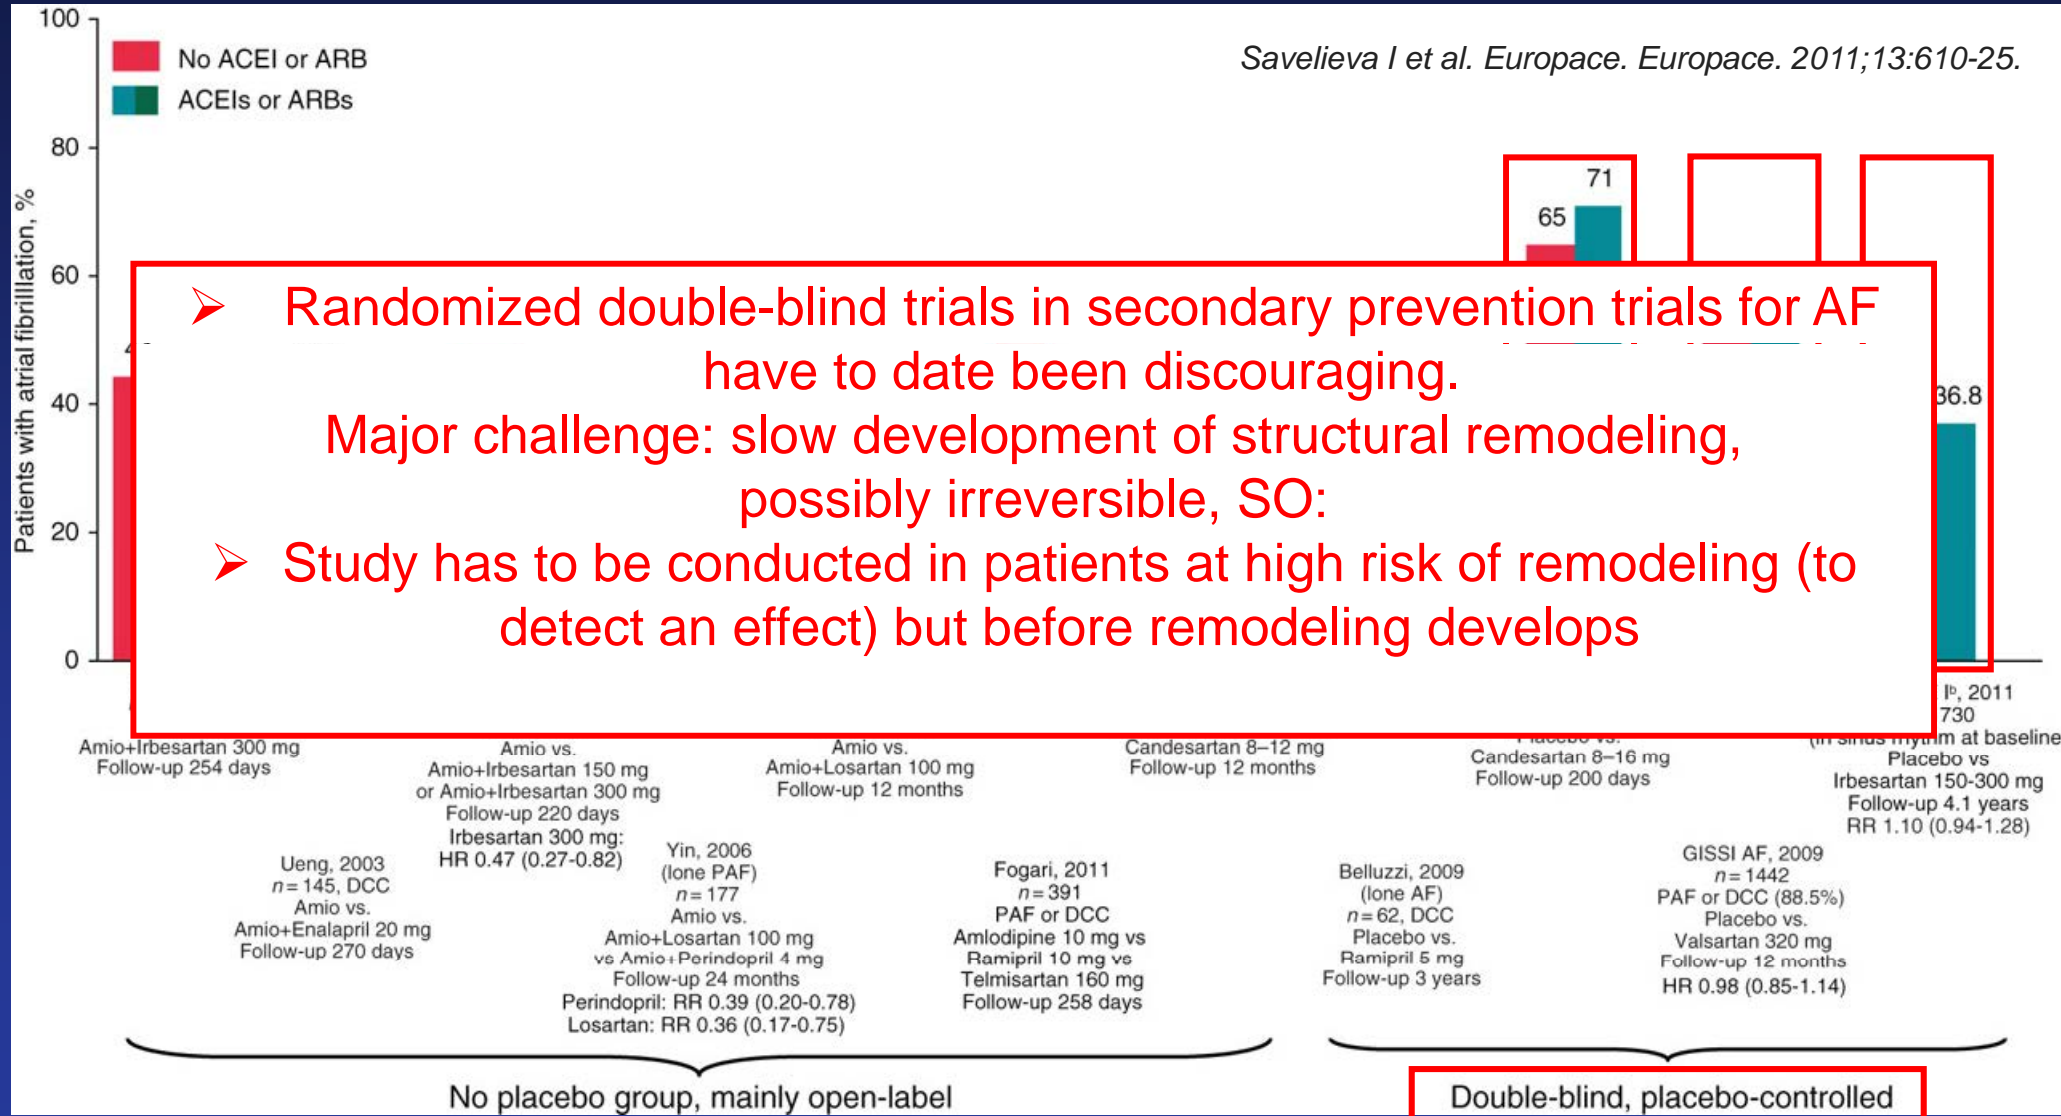 100
No ACEI or ARB
ACEIs or ARBs
Savelieva I et al. Europace. Europace. 2011;13:610-25.
80
60
40
20
0
Patients with atrial fibrilllation, %
65
71
36.8
➢ Randomized double-blind trials in secondary prevention trials for AF
have to date been discouraging.
Major challenge: slow development of structural remodeling,
possibly irreversible, SO:
➢ Study has to be conducted in patients at high risk of remodeling (to
detect an effect) but before remodeling develops
Amio+Irbesartan 300 mg
Follow-up 254 days
Ueng, 2003
n = 145, DCC
Amio vs.
Amio+Enalapril 20 mg
Follow-up 270 days
Amio vs.
Amio+Irbesartan 150 mg
or Amio+Irbesartan 300 mg
Follow-up 220 days
Irbesartan 300 mg:
HR 0.47 (0.27-0.82)
Yin, 2006
(lone PAF)
n = 177
Amio vs.
Amio+Losartan 100 mg
vs Amio+Perindopril 4 mg
Follow-up 24 months
Perindopril: RR 0.39 (0.20-0.78)
Losartan: RR 0.36 (0.17-0.75)
Amio vs.
Amio+Losartan 100 mg
Follow-up 12 months
Fogari, 2011
n = 391
PAF or DCC
Amlodipine 10 mg vs
Ramipril 10 mg vs
Telmisartan 160 mg
Follow-up 258 days
Candesartan 8–12 mg
Follow-up 12 months
Belluzzi, 2009
(lone AF)
n = 62, DCC
Placebo vs.
Ramipril 5 mg
Follow-up 3 years
Placebo vs.
Candesartan 8–16 mg
Follow-up 200 days
GISSI AF, 2009
n = 1442
PAF or DCC (88.5%)
Placebo vs.
Valsartan 320 mg
Follow-up 12 months
HR 0.98 (0.85-1.14)
Iᵇ, 2011
730
(in sinus rhythm at baseline
Placebo vs
Irbesartan 150-300 mg
Follow-up 4.1 years
RR 1.10 (0.94-1.28)
No placebo group, mainly open-label
Double-blind, placebo-controlled